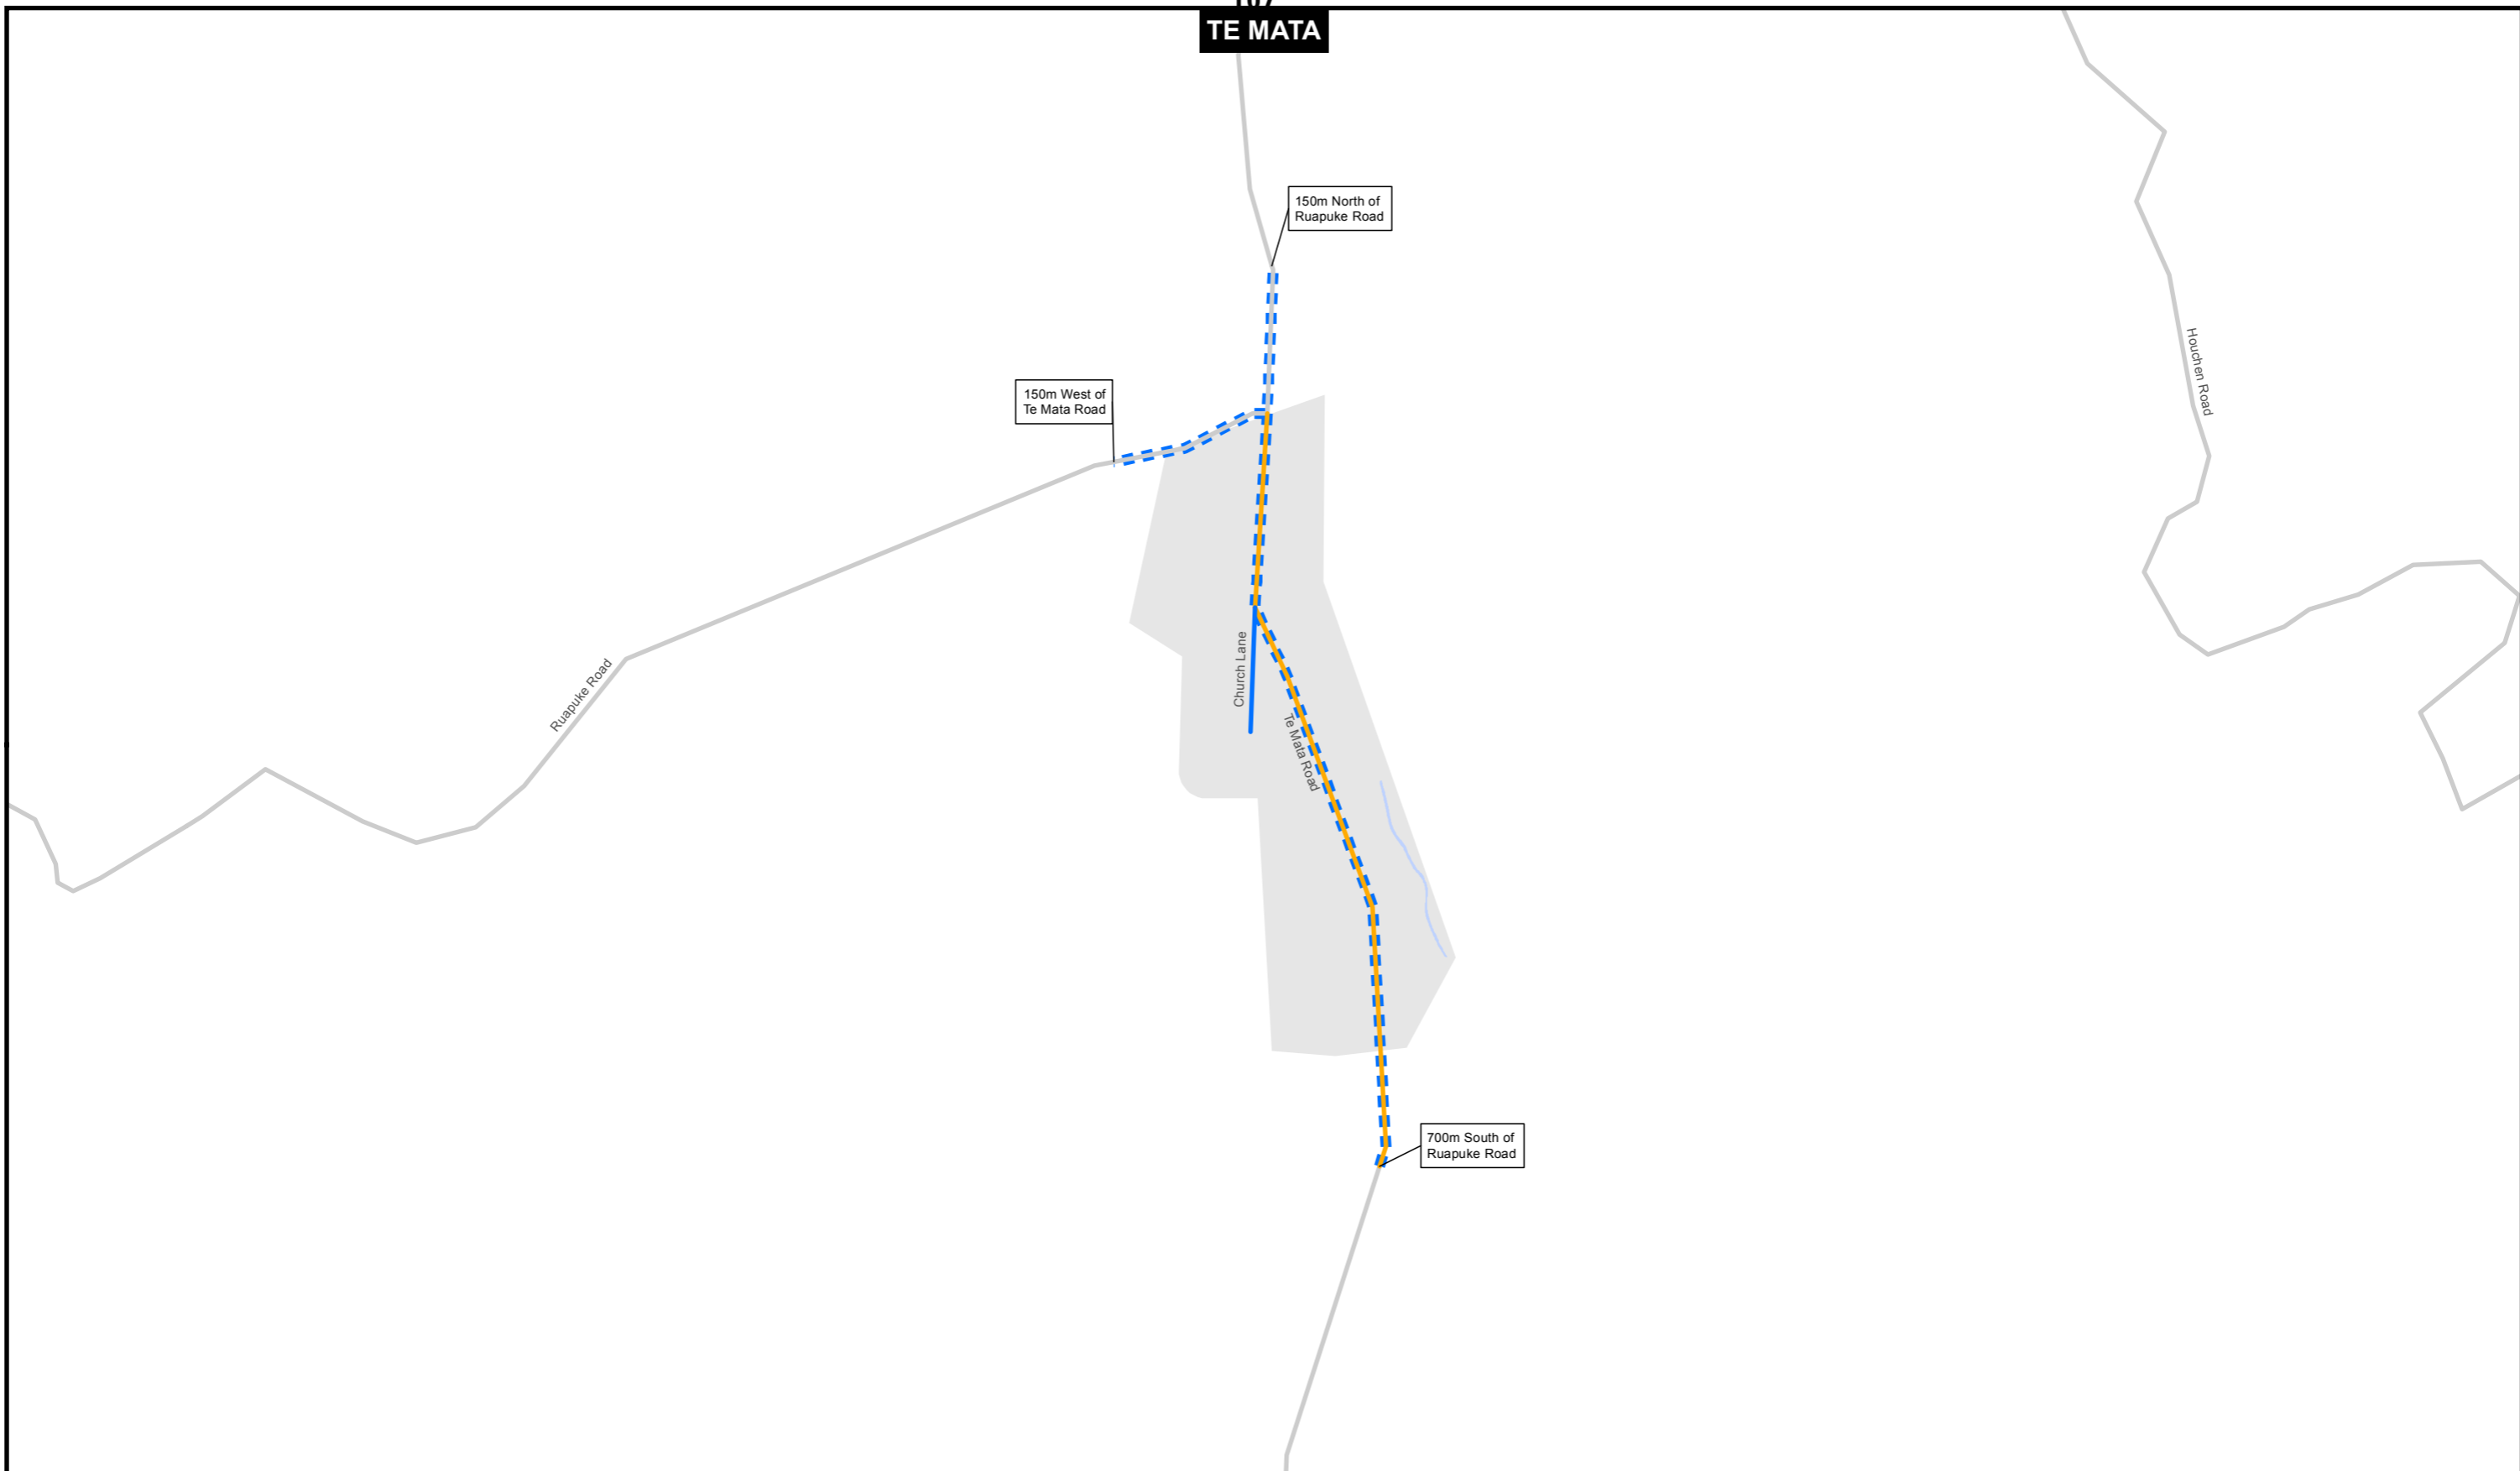 TE MATA
150m North of
Ruapuke Road
150m West of
Te Mata Road
Houchen Road
Church Lane
Ruapuke Road
Te Mata Road
700m South of
Ruapuke Road